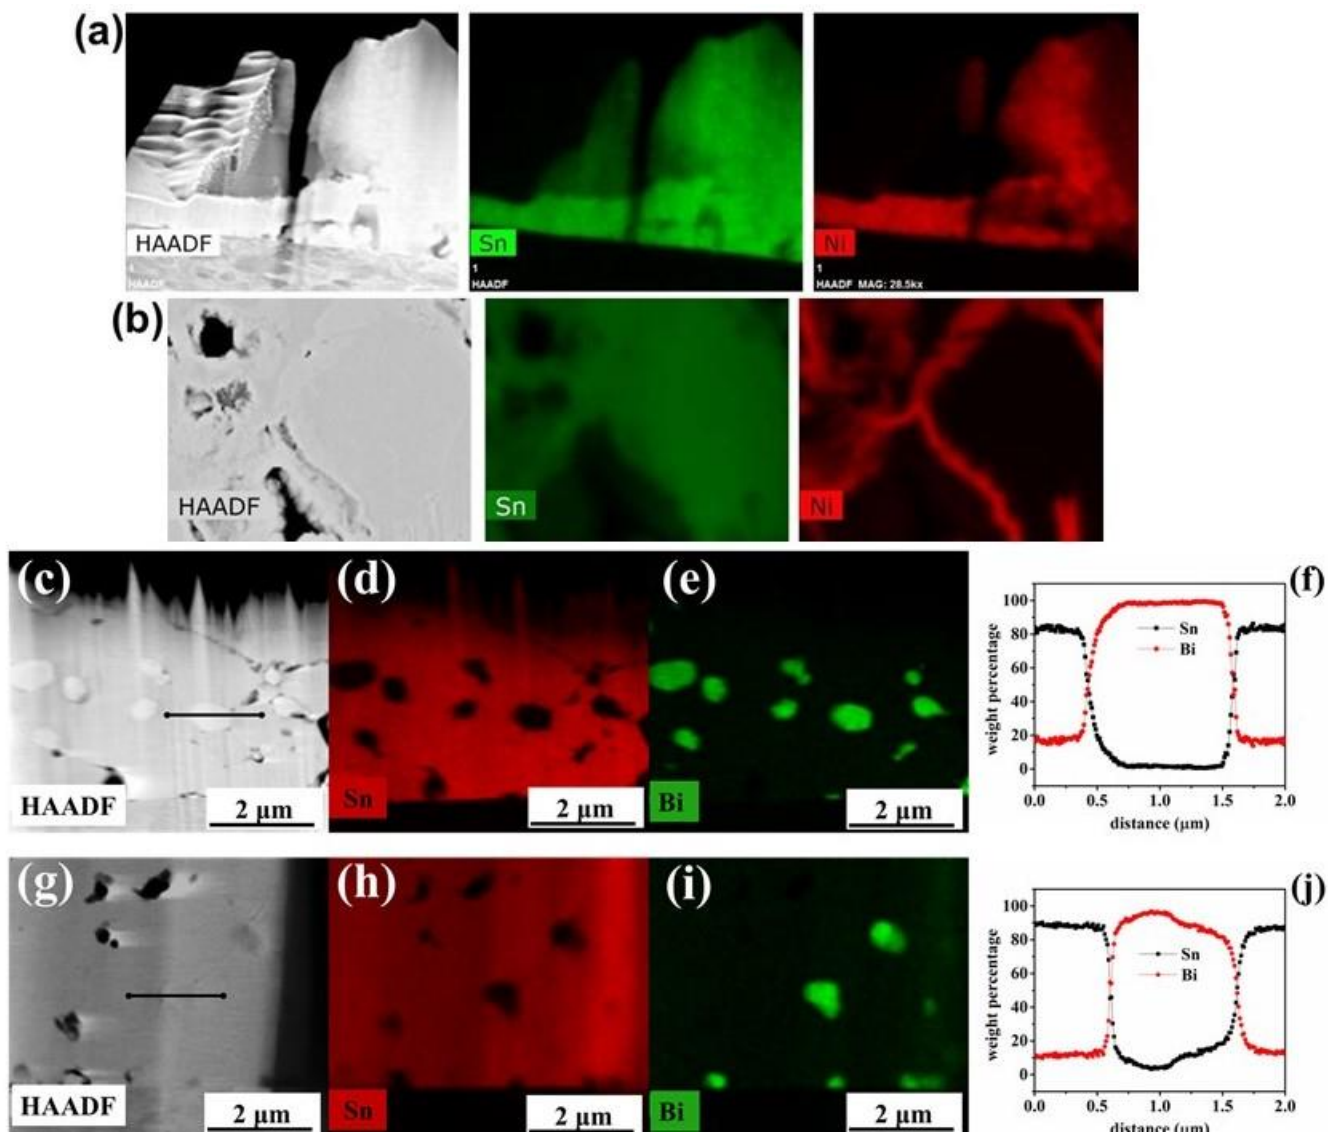 (a)
HAADF
Sn
Ni
1
HAADF
1
HAADF
1
HAADF MAG: 28.5kx
(b)
HAADF
Sn
Ni
(c)
(d)
(e)
(f)
HAADF
2 μm
Sn
2 μm
Bi
2 μm
weight percentage
100
80
60
40
20
0
Sn
Bi
0.0 0.5 1.0 1.5 2.0
distance (μm)
(g)
(h)
(i)
(j)
HAADF
2 μm
Sn
2 μm
Bi
2 μm
weight percentage
100
80
60
40
20
0
Sn
Bi
0.0 0.5 1.0 1.5 2.0
distance (μm)